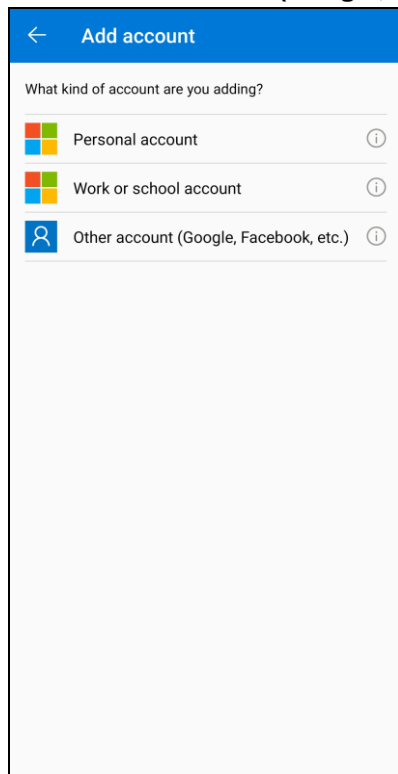 Add account
What kind of account are you adding?
Personal account
Work or school account
Other account (Google, Facebook, etc.)